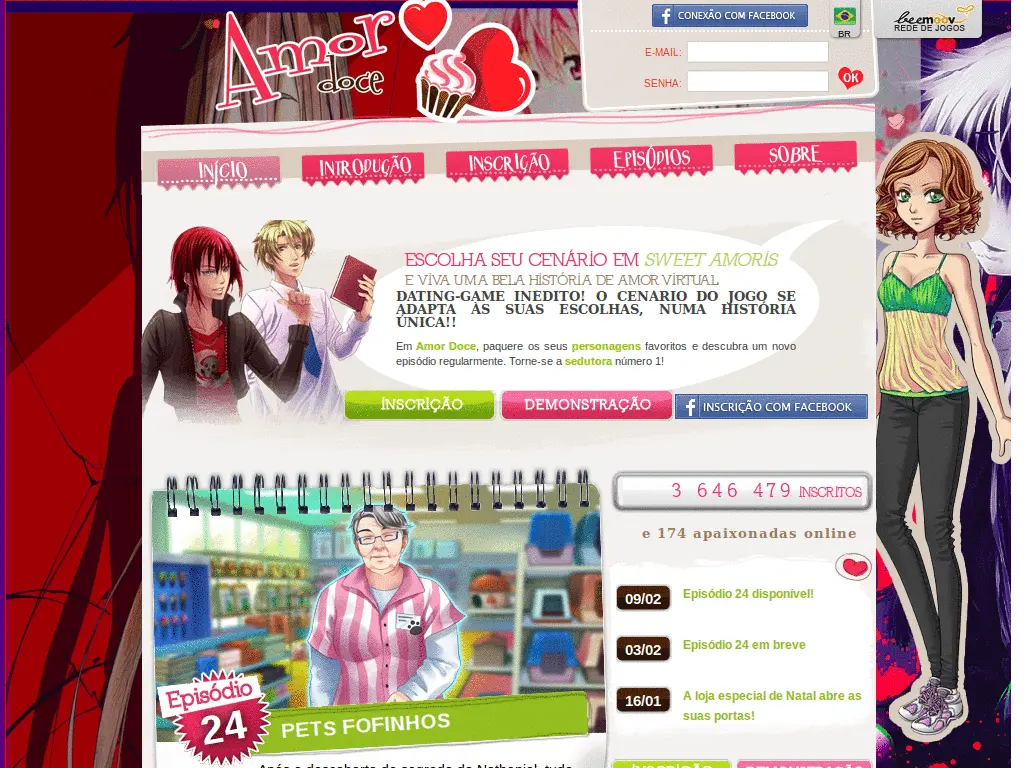 Amor doce
CONEXÃO COM FACEBOOK
BR
beemoov
REDE DE JOGOS
E-MAIL:
SENHA:
OK
INÍCIO
INTRODUÇÃO
INSCRIÇÃO
EPISÓDIOS
SOBRE
ESCOLHA SEU CENÁRIO EM SWEET AMORIS
E VIVA UMA BELA HISTÓRIA DE AMOR VIRTUAL
DATING-GAME INEDITO! O CENARIO DO JOGO SE
ADAPTA ÀS SUAS ESCOLHAS, NUMA HISTÓRIA
ÚNICA!!
Em Amor Doce, paquere os seus personagens favoritos e descubra um novo
episódio regularmente. Torne-se a sedutora número 1!
INSCRIÇÃO
DEMONSTRAÇÃO
INSCRIÇÃO COM FACEBOOK
3 646 479 INSCRITOS
e 174 apaixonadas online
09/02 Episódio 24 disponível!
03/02 Episódio 24 em breve
16/01 A loja especial de Natal abre as
suas portas!
Episódio
24
PETS FOFINHOS
Após a descoberta do segredo do Nathaniel, tudo
INSCRIÇÃO
DEMONSTRAÇÃO